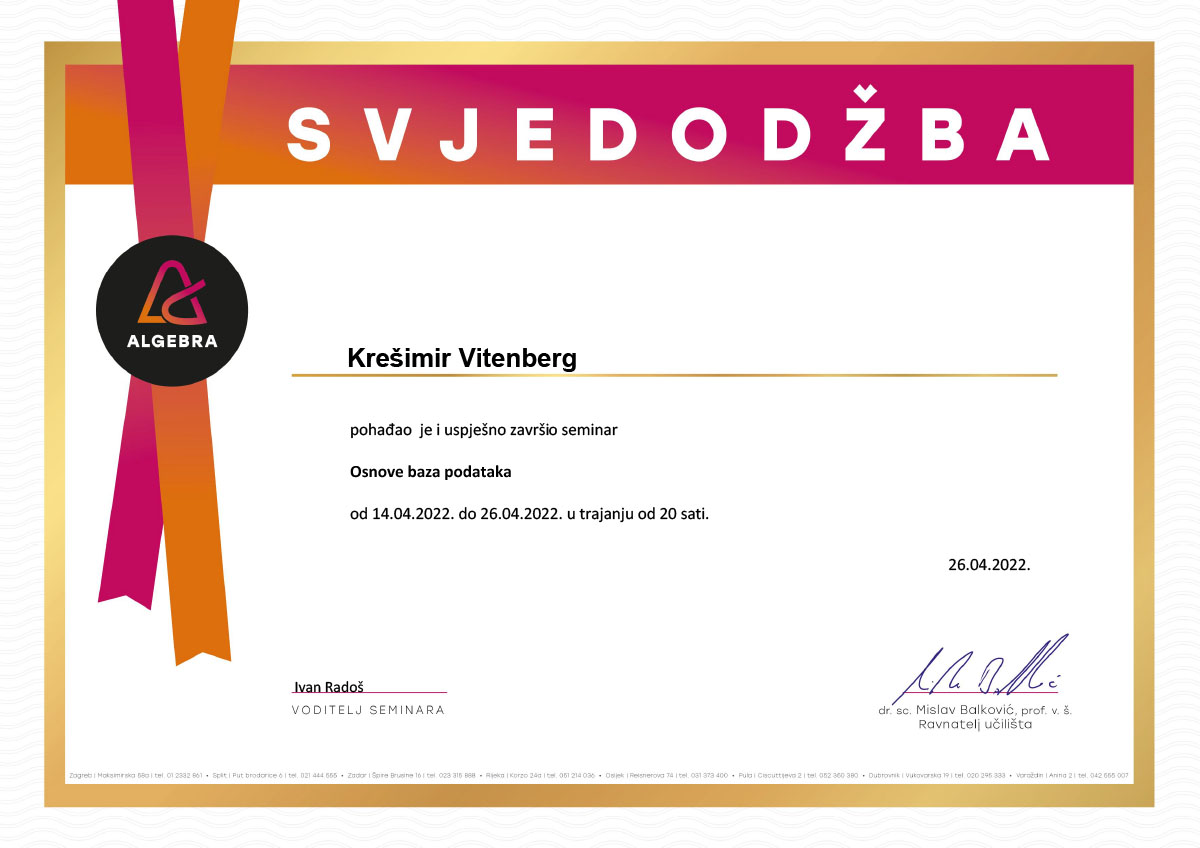 SVJEDODŽBA
ALGEBRA
Krešimir Vitenberg
pohađao  je i uspješno završio seminar
Osnove baza podataka
od 14.04.2022. do 26.04.2022. u trajanju od 20 sati.
26.04.2022.
Ivan Radoš
VODITELJ SEMINARA
dr. sc. Mislav Balković, prof. v. š.
Ravnatelj učilišta
Zagreb | Maksimirska 58a | tel. 01 2332 861 • Split | Put brodarice 6 | tel. 021 444 565 • Zadar | Špire Brusine 16 | tel. 023 315 888 • Rijeka | Korzo 24a | tel. 051 214 036 • Osijek | Reisnerova 74 | tel. 031 373 400 • Pula | Ciscuttijeva 2 | tel. 052 350 380 • Dubrovnik | Vukovarska 19 | tel. 020 295 333 • Varaždin | Anina 2 | tel. 042 555 007